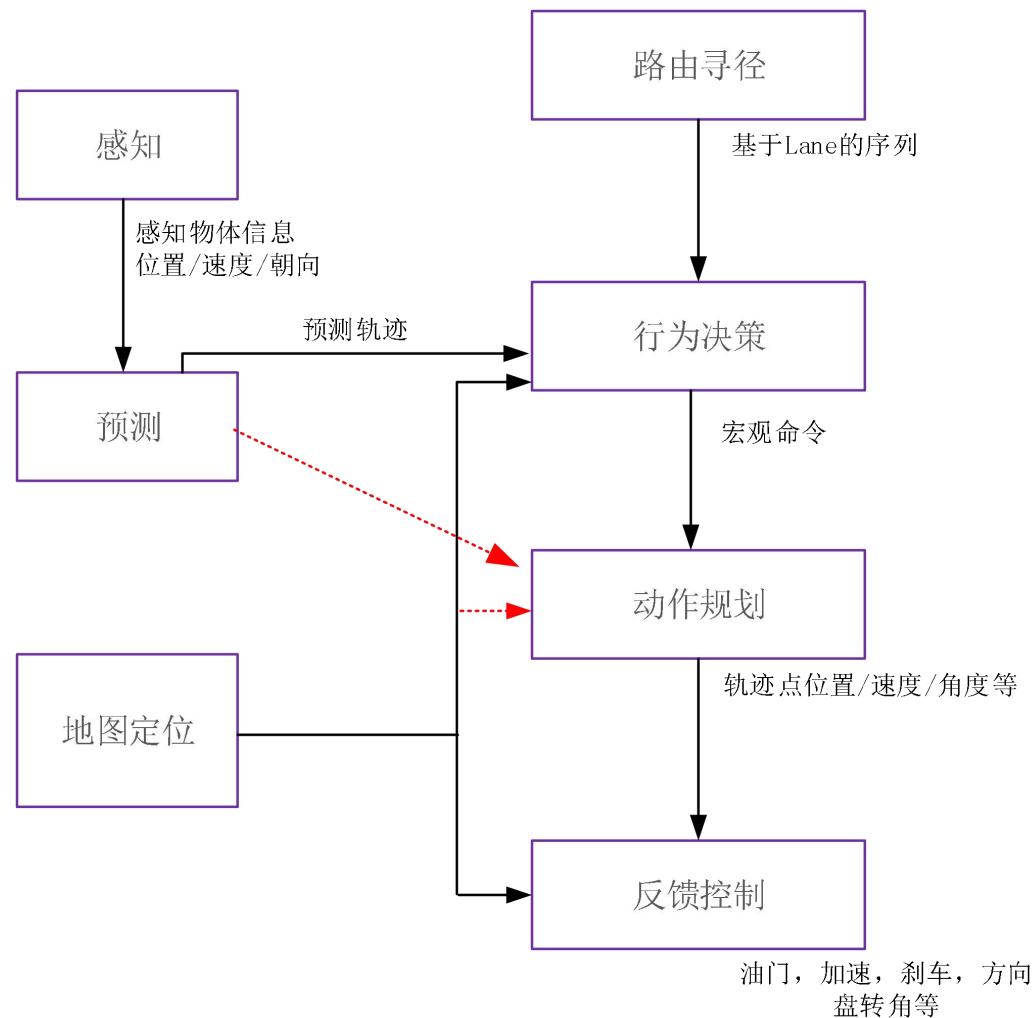 路由寻径
感知
基于Lane的序列
感知物体信息
位置/速度/朝向
预测轨迹
行为决策
预测
宏观命令
动作规划
轨迹点位置/速度/角度等
地图定位
反馈控制
油门，加速，刹车，方向
盘转角等